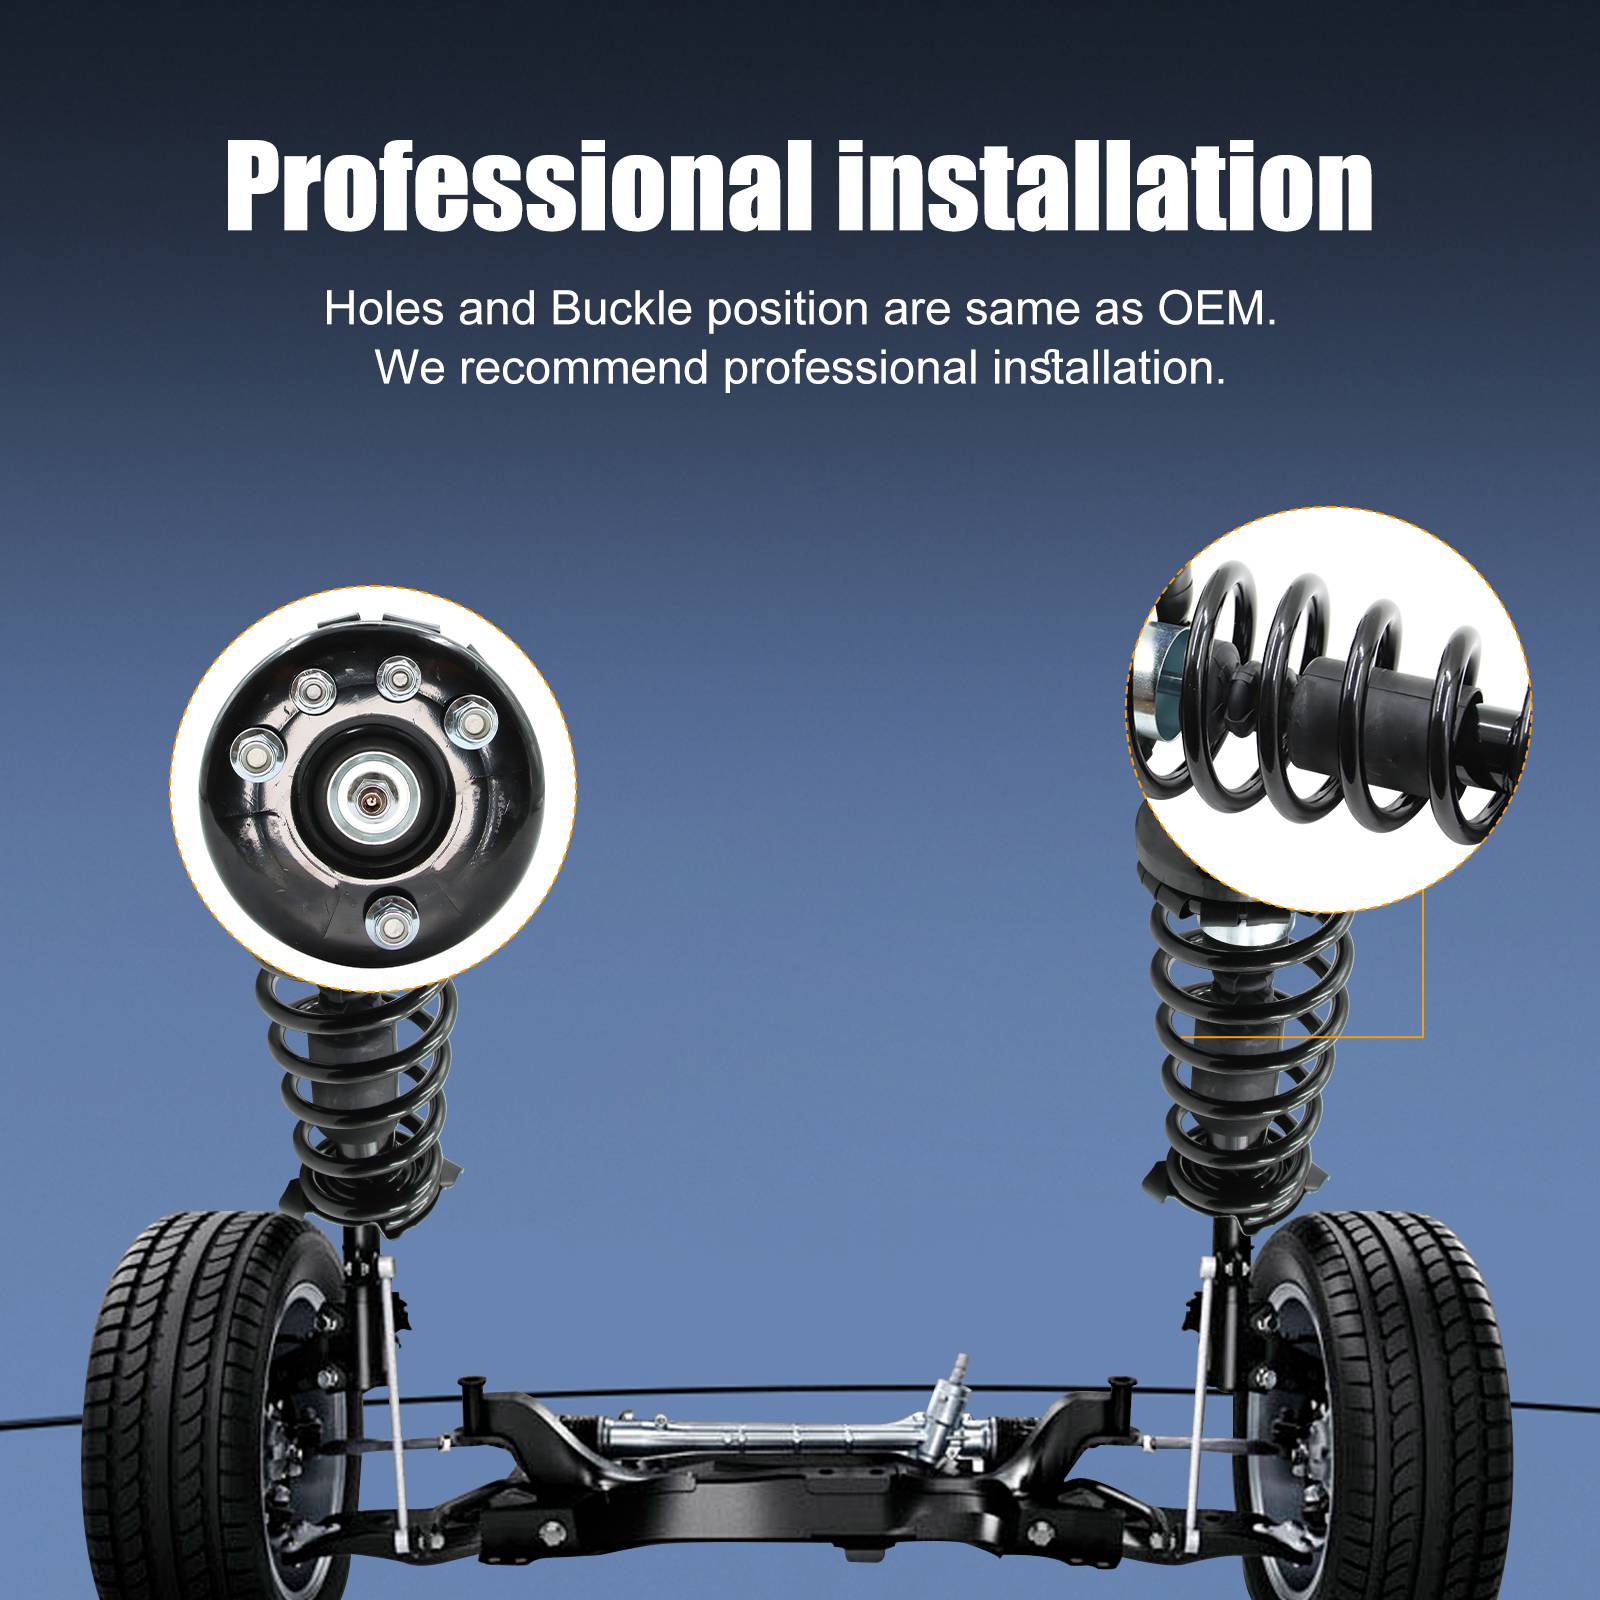 Professional installation
Holes and Buckle position are same as OEM.
We recommend professional installation.